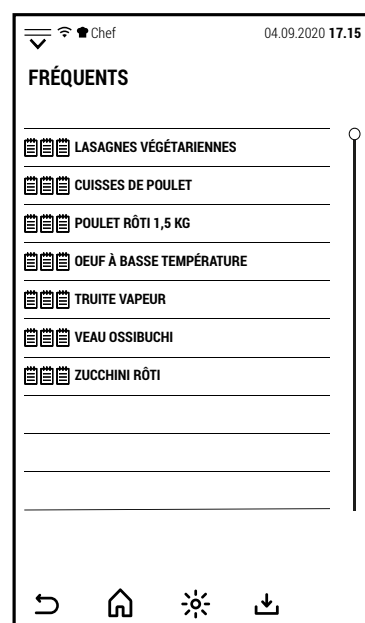 Chef 04.09.2020 17.15
FRÉQUENTS
LASAGNES VÉGÉTARIENNES
CUISSES DE POULET
POULET RÔTI 1,5 KG
OEUF À BASSE TEMPÉRATURE
TRUITE VAPEUR
VEAU OSSIBUCHI
ZUCCHINI RÔTI